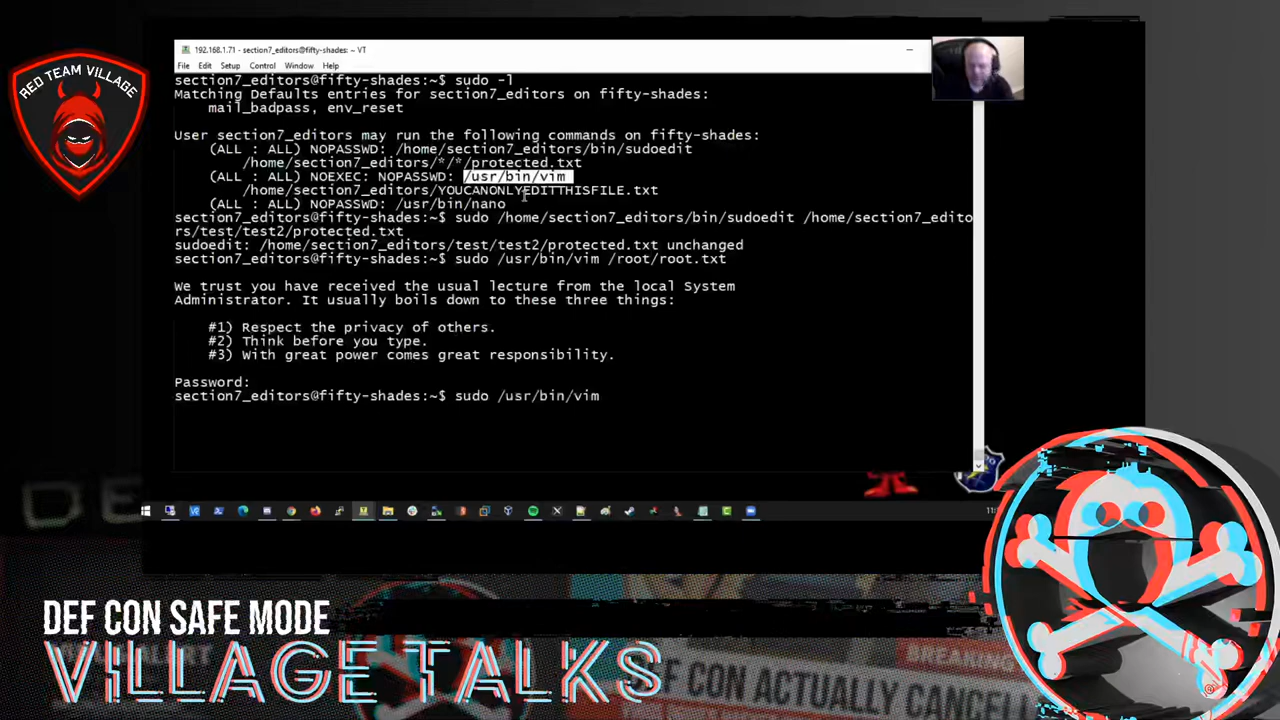 RED TEAM VILLAGE
192.168.1.71 - section7_editors@fifty-shades: ~ VT
File Edit Setup Control Window Help
section7_editors@fifty-shades:~$ sudo -l
Matching Defaults entries for section7_editors on fifty-shades:
mail_badpass, env_reset
User section7_editors may run the following commands on fifty-shades:
(ALL : ALL) NOPASSWD: /home/section7_editors/bin/sudoedit
/home/section7_editors/*/*/protected.txt
(ALL : ALL) NOEXEC: NOPASSWD: /usr/bin/vim
/home/section7_editors/YOUCANONLYEDITTHISFILE.txt
(ALL : ALL) NOPASSWD: /usr/bin/nano
section7_editors@fifty-shades:~$ sudo /home/section7_editors/bin/sudoedit /home/section7_edito
rs/test/test2/protected.txt
sudoedit: /home/section7_editors/test/test2/protected.txt unchanged
section7_editors@fifty-shades:~$ sudo /usr/bin/vim /root/root.txt
We trust you have received the usual lecture from the local System
Administrator. It usually boils down to these three things:
#1) Respect the privacy of others.
#2) Think before you type.
#3) With great power comes great responsibility.
Password:
section7_editors@fifty-shades:~$ sudo /usr/bin/vim
DEF CON SAFE MODE
VILLAGE TALKS
BREAKING
DEF CON ACTUALLY CANCEL